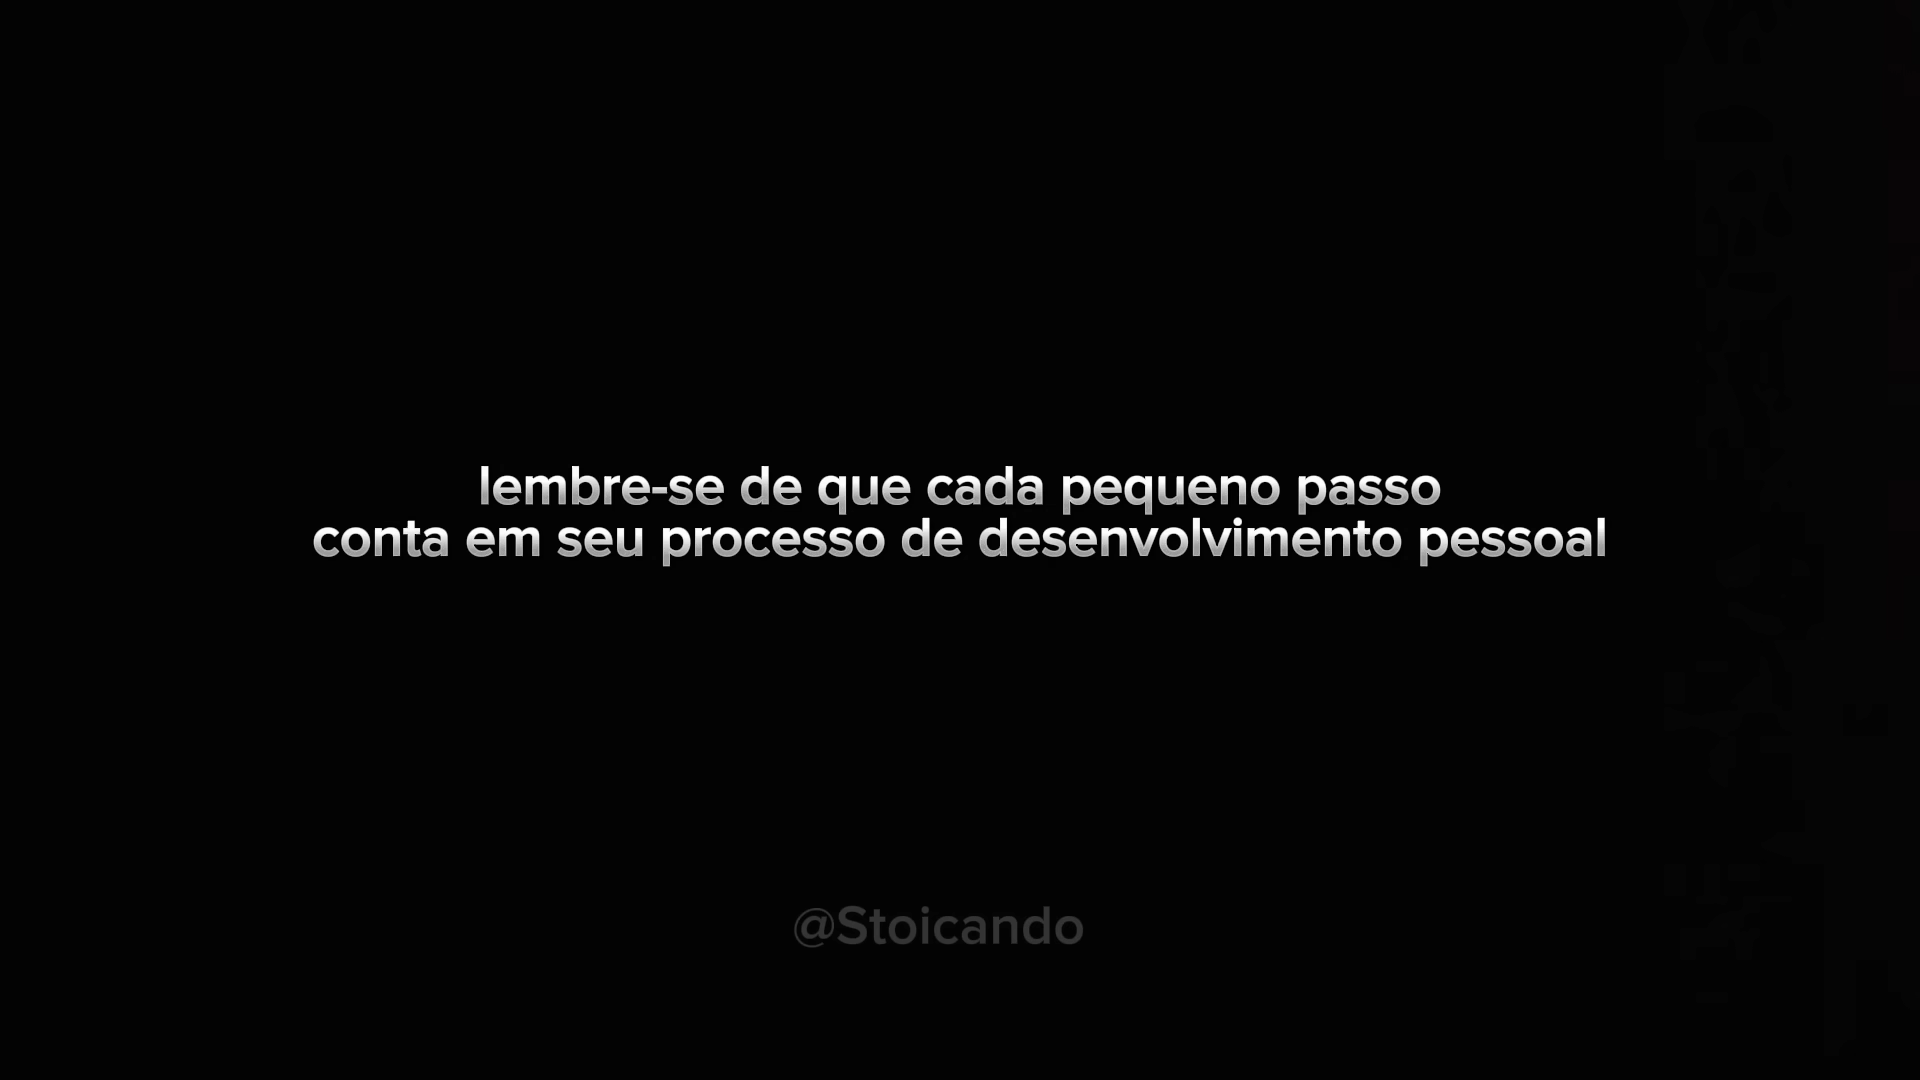 lembre-se de que cada pequeno passo
conta em seu processo de desenvolvimento pessoal
@Stoicando